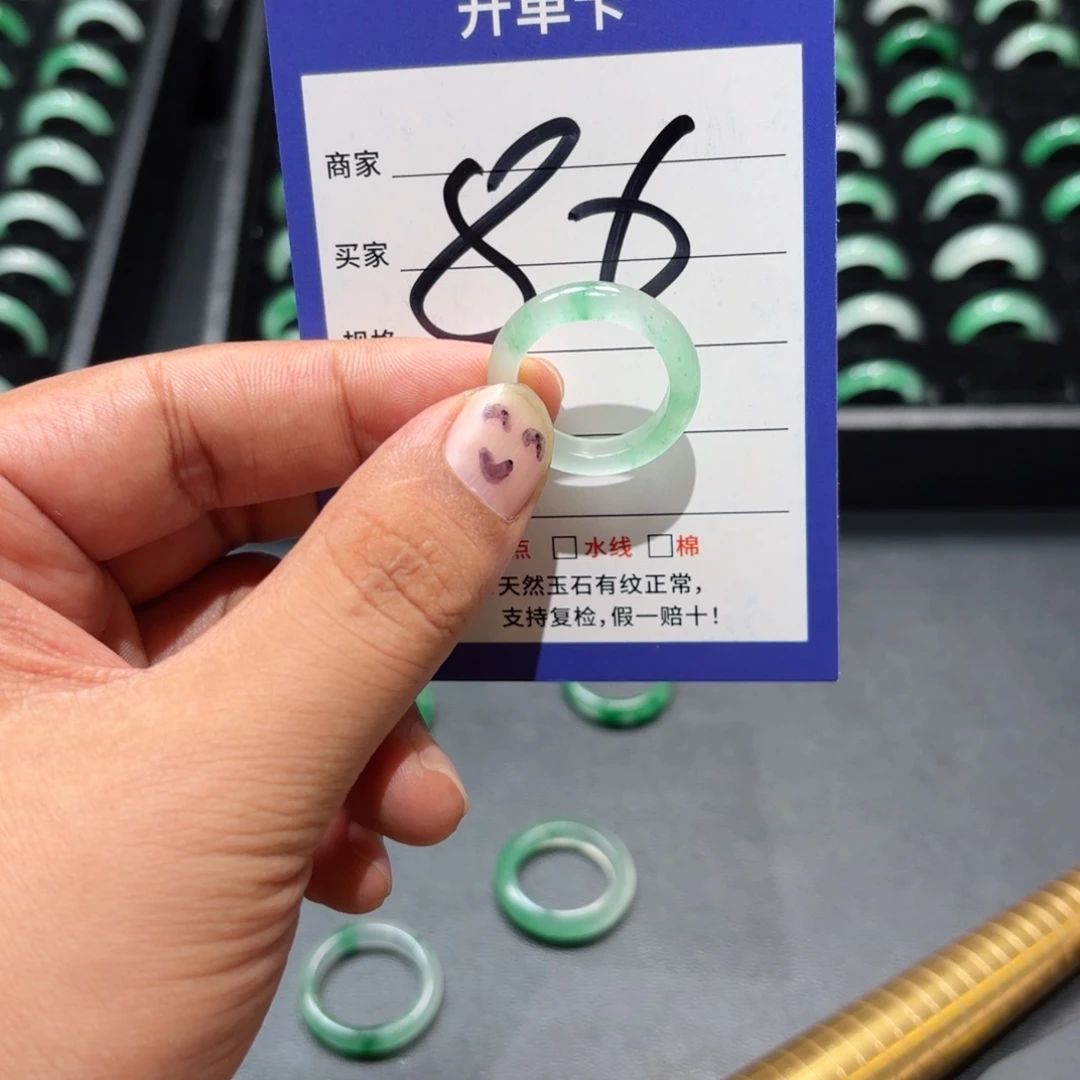 开单卡
商家
86
买家
规格
点 □水线 □棉
天然玉石有纹正常，
支持复检，假一赔十！